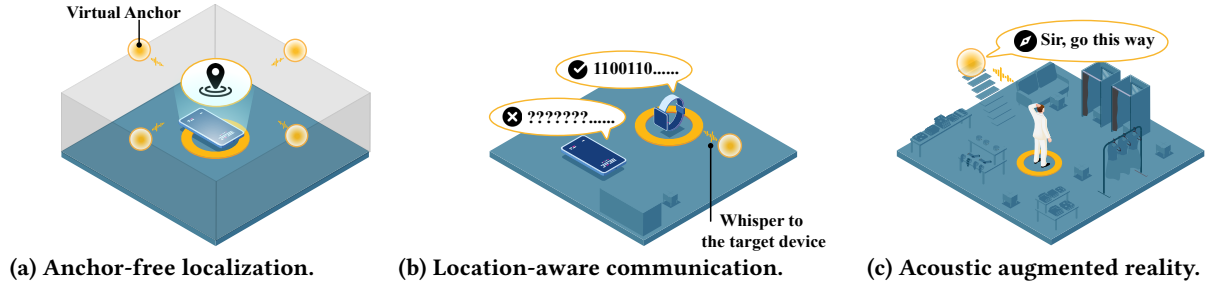 Virtual Anchor
1100110......
???????......
Whisper to
the target device
Sir, go this way
(a) Anchor-free localization.
(b) Location-aware communication.
(c) Acoustic augmented reality.